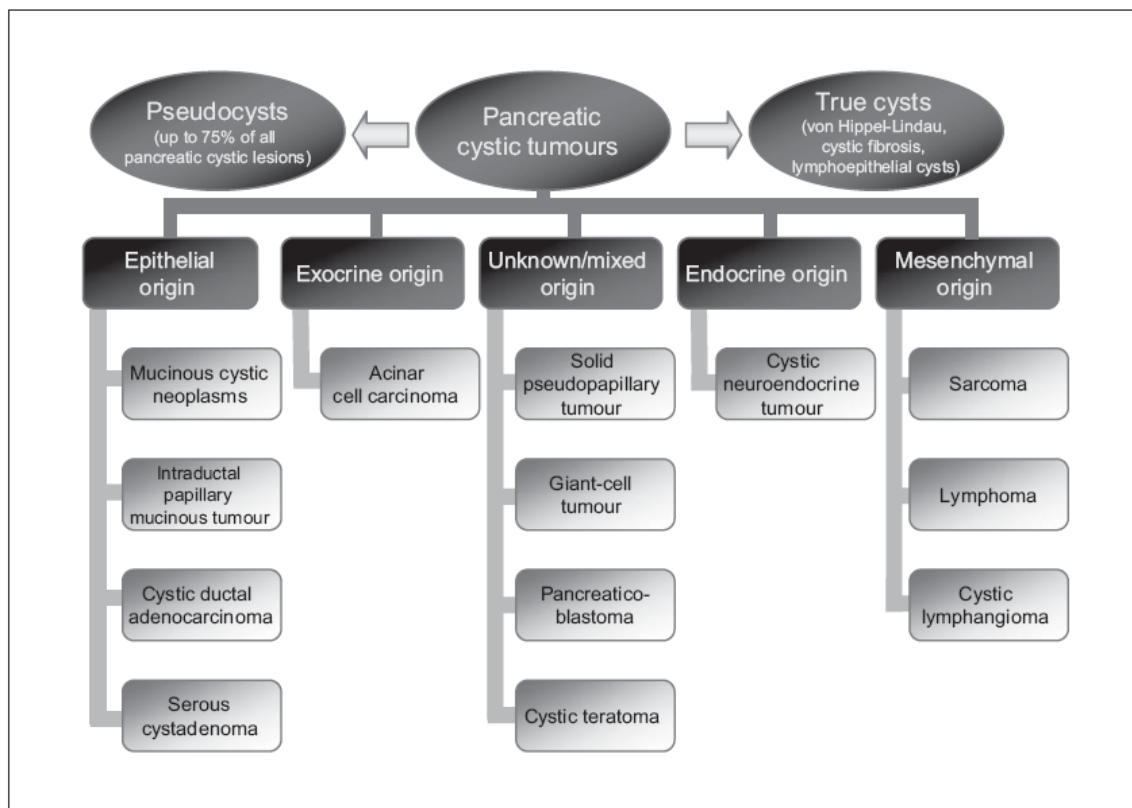 Pseudocysts
(up to 75% of all
pancreatic cystic lesions)
Pancreatic
cystic tumours
True cysts
(von Hippel-Lindau,
cystic fibrosis,
lymphoepithelial cysts)
Epithelial
origin
Mucinous cystic
neoplasms
Intraductal
papillary
mucinous tumour
Cystic ductal
adenocarcinoma
Serous
cystadenoma
Exocrine origin
Acinar
cell carcinoma
Unknown/mixed
origin
Solid
pseudopapillary
tumour
Giant-cell
tumour
Pancreatico-
blastoma
Cystic teratoma
Endocrine origin
Cystic
neuroendocrine
tumour
Mesenchymal
origin
Sarcoma
Lymphoma
Cystic
lymphangioma